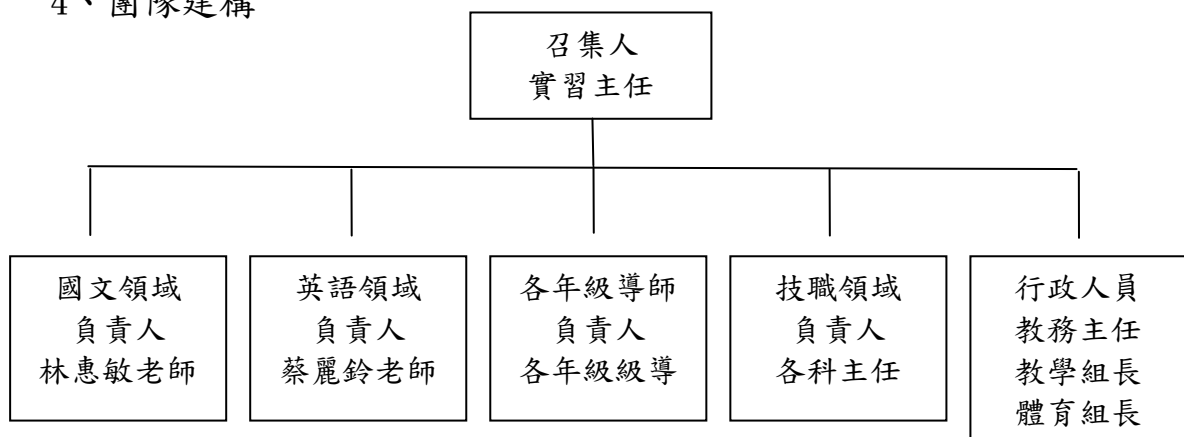 4、團隊建構
召集人
實習主任
國文領域
負責人
林惠敏老師
英語領域
負責人
蔡麗鈴老師
各年級導師
負責人
各年級級導
技職領域
負責人
各科主任
行政人員
教務主任
教學組長
體育組長